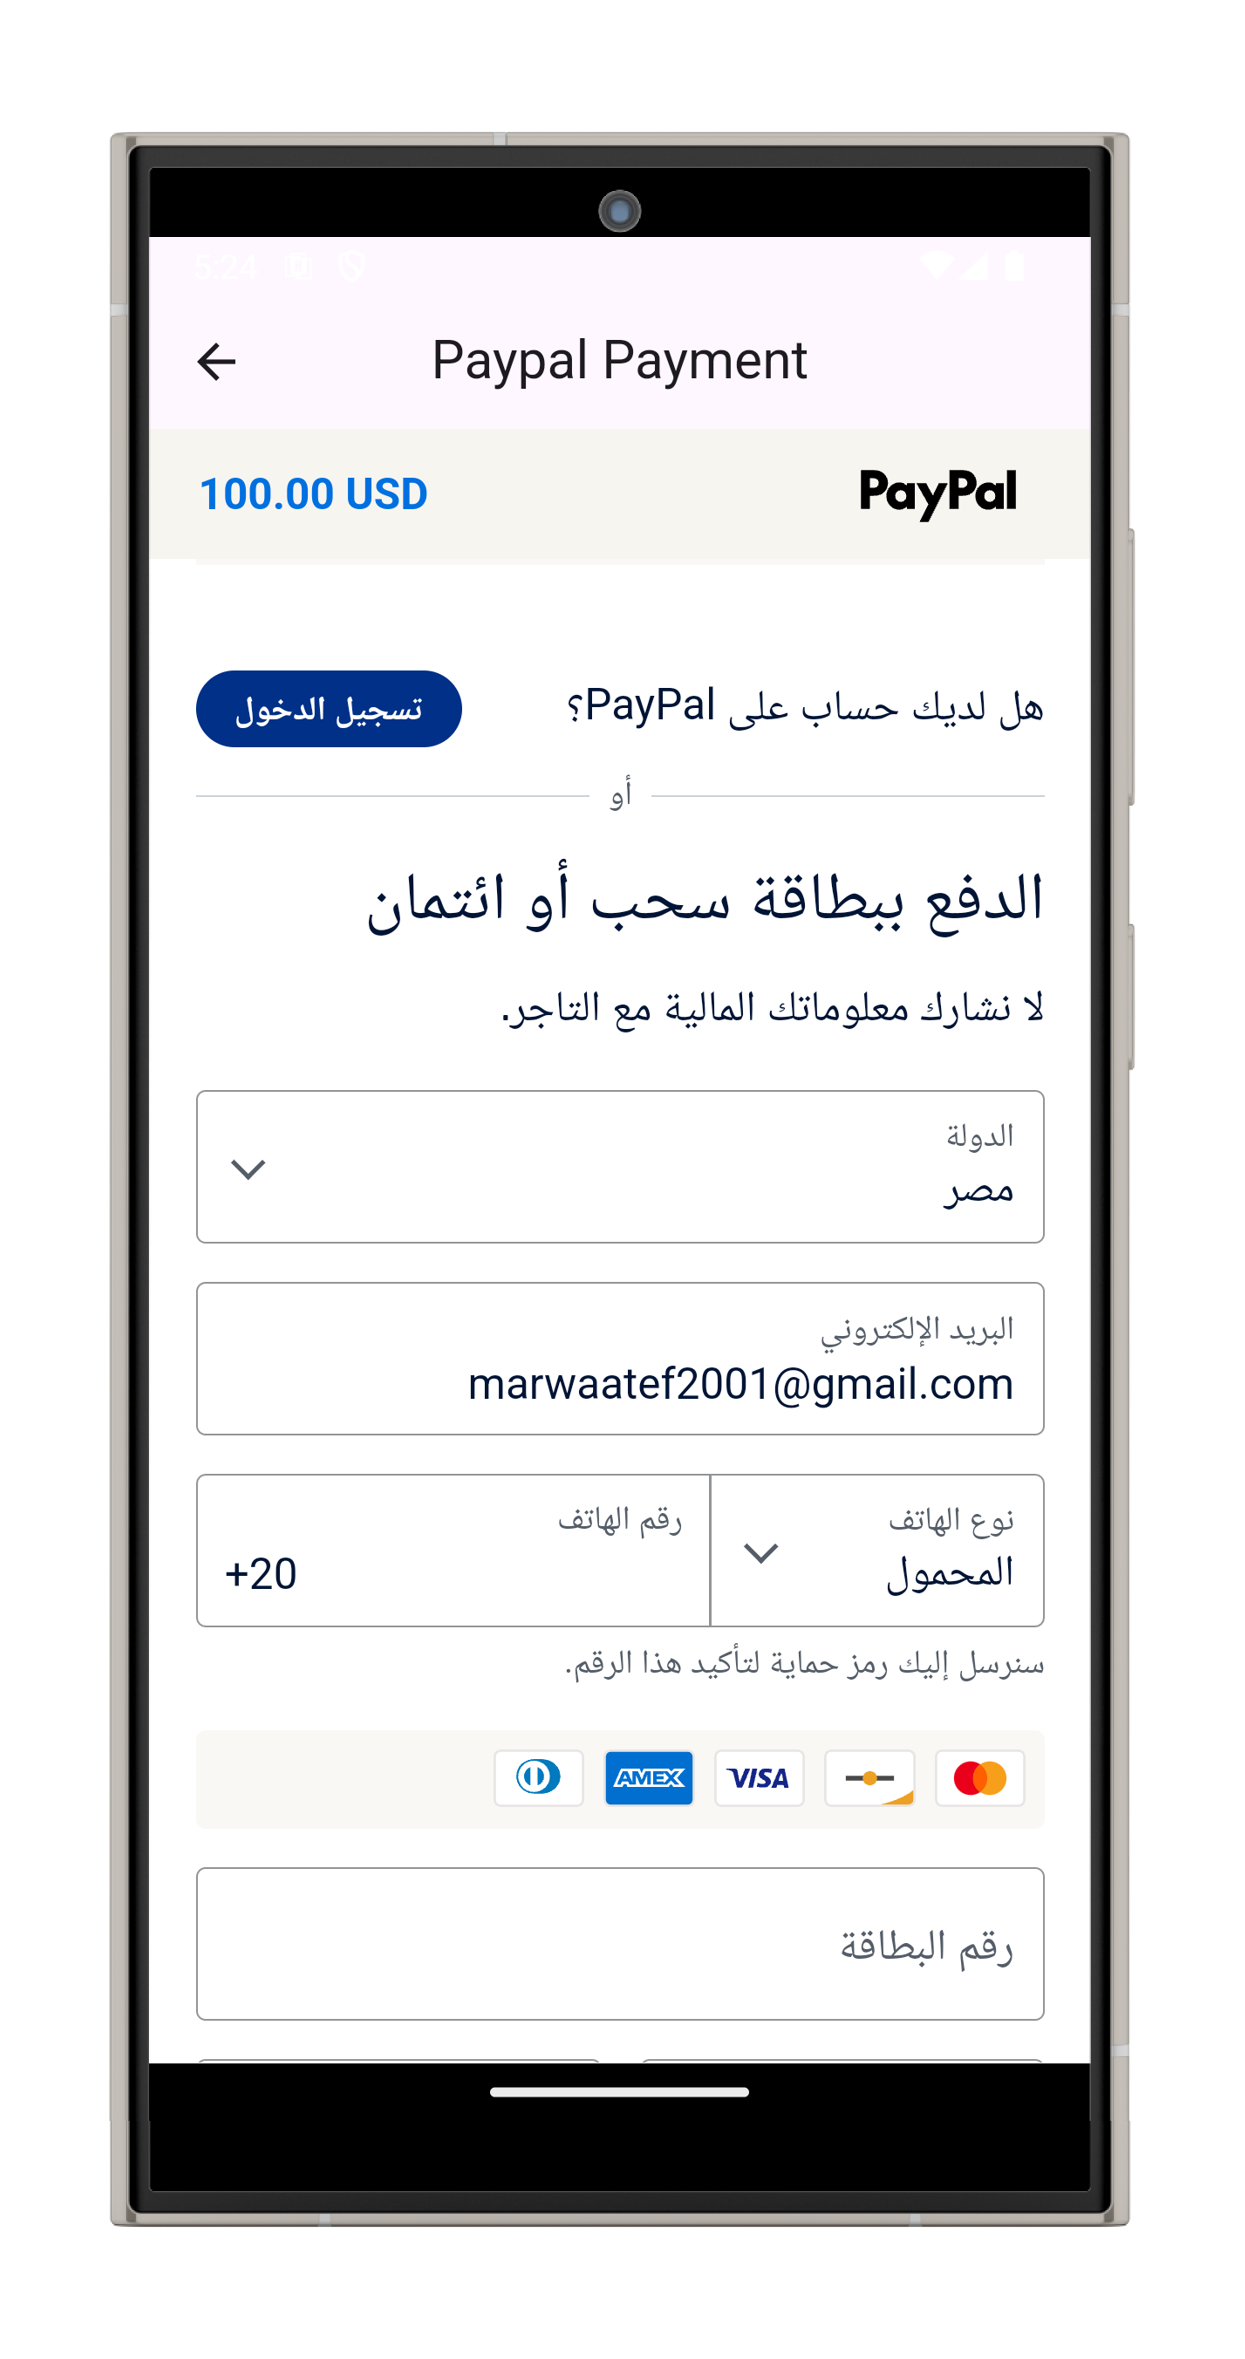 5:24
Paypal Payment
100.00 USD
PayPal
هل لديك حساب على PayPal؟
تسجيل الدخول
أو
الدفع ببطاقة سحب أو ائتمان
لا نشارك معلوماتك المالية مع التاجر.
الدولة
مصر
البريد الإلكتروني
marwaatef2001@gmail.com
نوع الهاتف
المحمول
رقم الهاتف
+20
سنرسل إليك رمز حماية لتأكيد هذا الرقم.
VISA
AMEX
رقم البطاقة